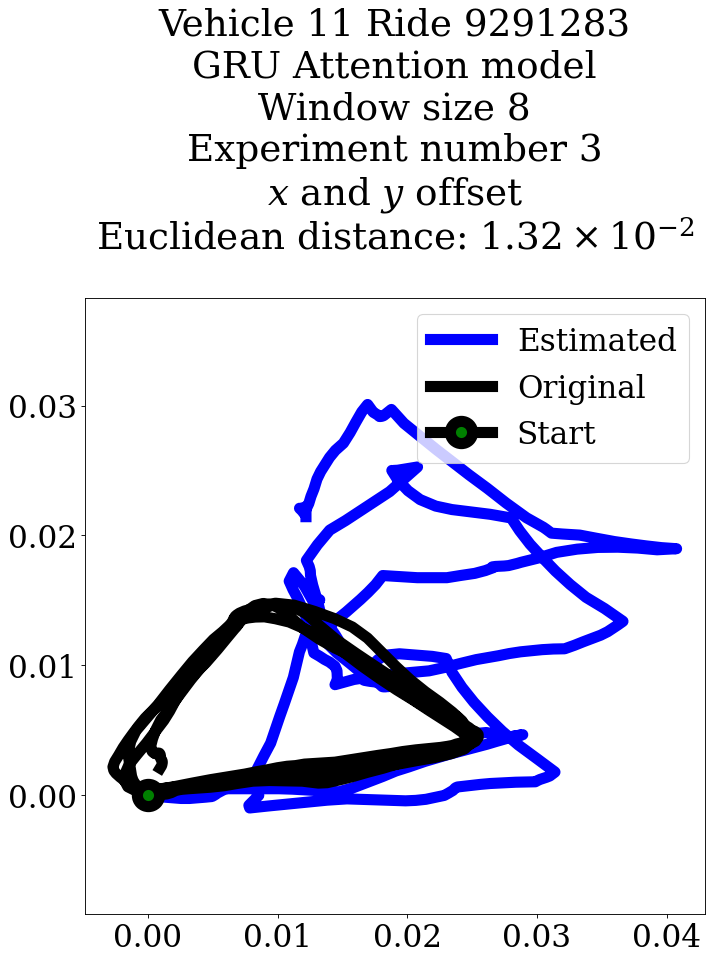 Vehicle 11 Ride 9291283
GRU Attention model
Window size 8
Experiment number 3
x and y offset
Euclidean distance: 1.32 × 10⁻²
Estimated
Original
Start
0.03
0.02
0.01
0.00
0.00 0.01 0.02 0.03 0.04